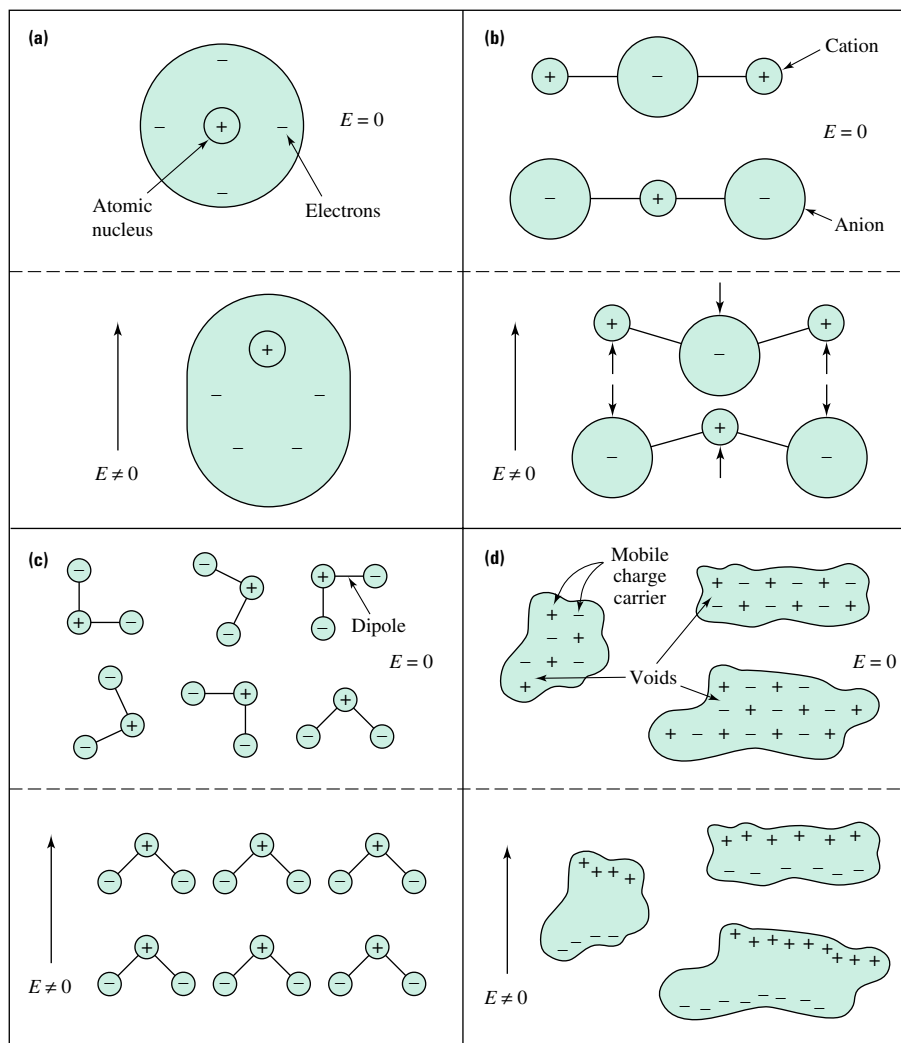 (a)
E = 0
Atomic
nucleus
Electrons
E ≠ 0
(b)
Cation
E = 0
Anion
E ≠ 0
(c)
Dipole
E = 0
E ≠ 0
(d)
Mobile
charge
carrier
Voids
E = 0
E ≠ 0